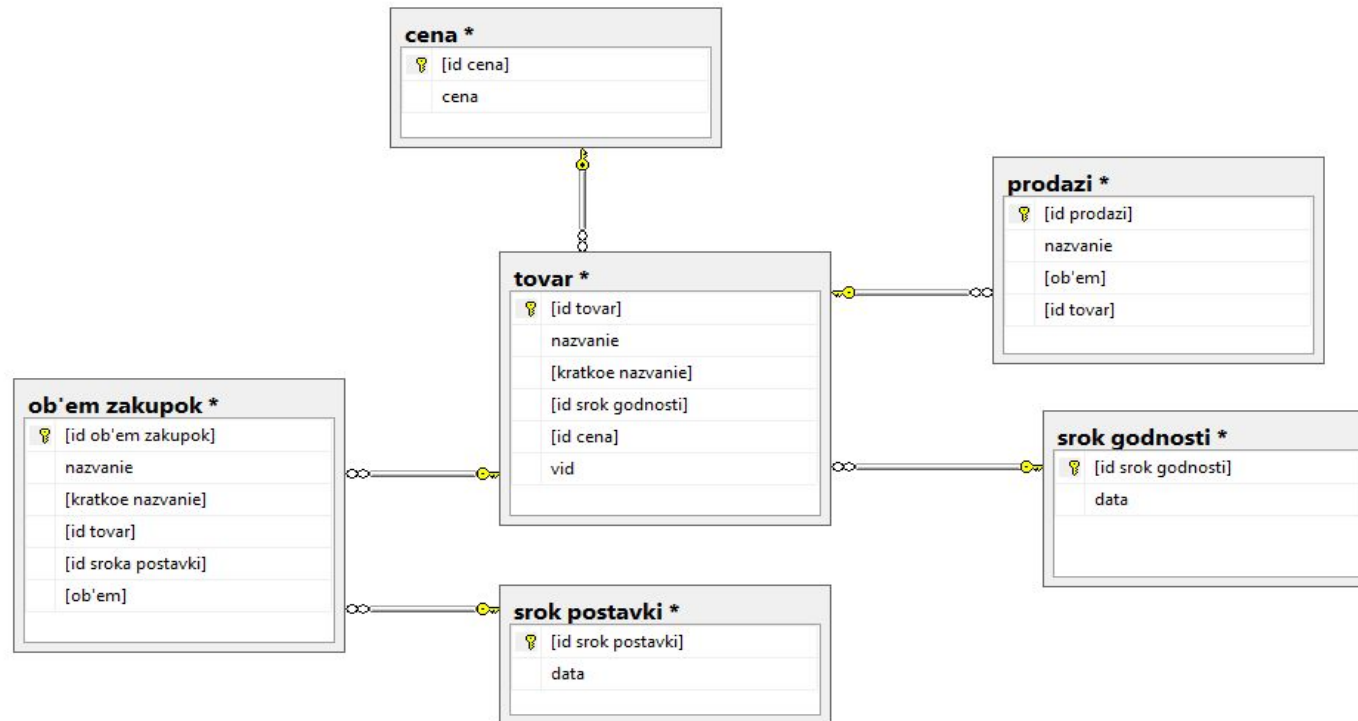 cena *
[id cena]
cena
prodazi *
[id prodazi]
nazvanie
[ob'em]
[id tovar]
tovar *
[id tovar]
nazvanie
[kratkoe nazvanie]
[id srok godnosti]
[id cena]
vid
ob'em zakupok *
[id ob'em zakupok]
nazvanie
[kratkoe nazvanie]
[id tovar]
[id sroka postavki]
[ob'em]
srok godnosti *
[id srok godnosti]
data
srok postavki *
[id srok postavki]
data